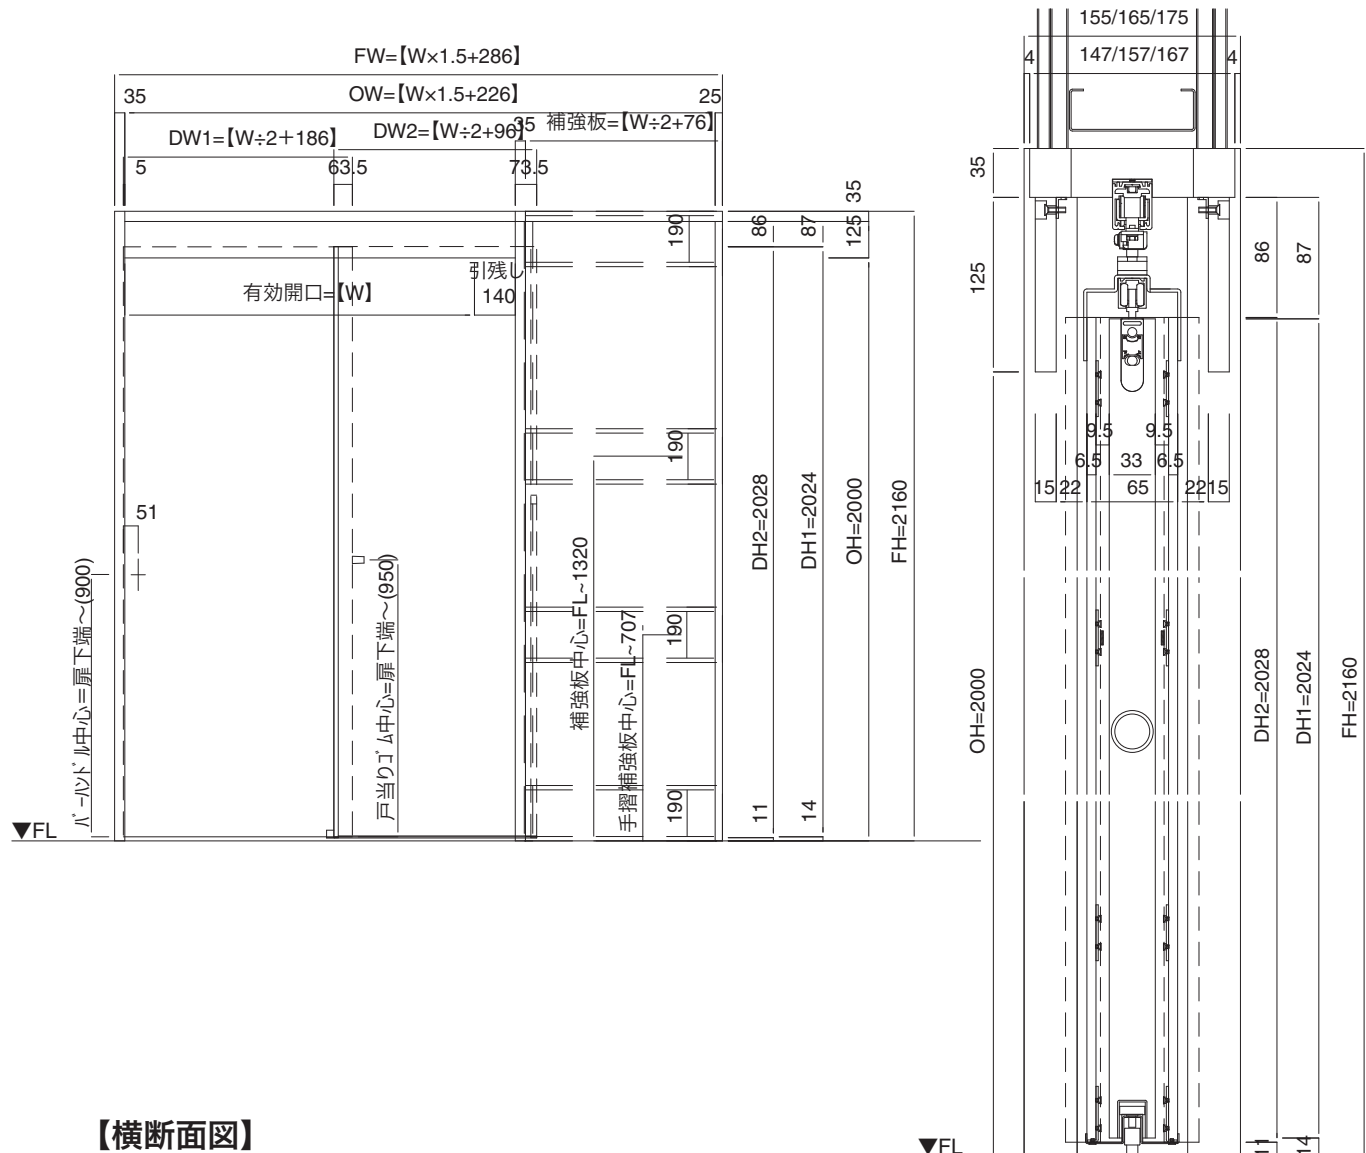 FW=【W×1.5+286】
35
OW=【W×1.5+226】
25
DW1=【W÷2＋186】
DW2=【W÷2+96】
35
補強板=【W÷2+76】
5
63.5
73.5
190
86
87
125
35
引残し
有効開口=【W】
140
190
51
DH2=2028
DH1=2024
OH=2000
FH=2160
ﾊﾞｰﾊﾝﾄﾞﾙ中心＝扉下端～(900)
戸当りｺﾞﾑ中心=扉下端～(950)
補強板中心=FL~1320
手摺補強板中心=FL~707
190
190
11
14
▼FL
【横断面図】
155/165/175
4
147/157/167
4
35
125
86
87
9.5
9.5
6.5
33
6.5
15
22
65
22
15
OH=2000
DH2=2028
DH1=2024
FH=2160
▼FL
11
14